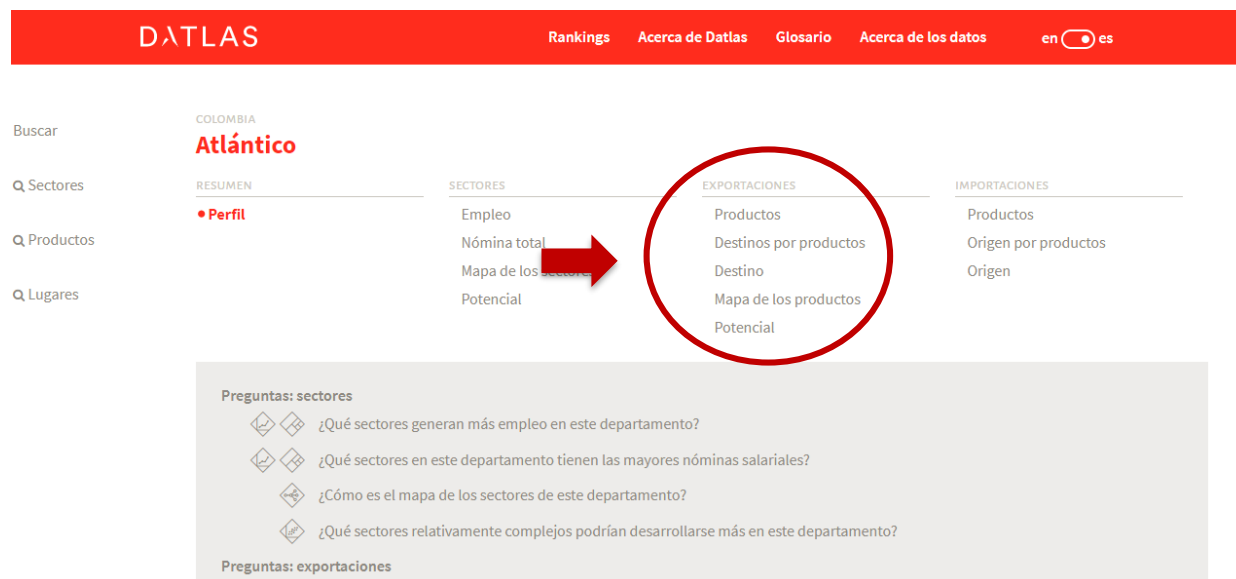 DATLAS
Rankings Acerca de Datlas Glosario Acerca de los datos en es
Buscar
Sectores
Productos
Lugares
COLOMBIA
Atlántico
RESUMEN
Perfil
SECTORES
Empleo
Nómina total
Mapa de los sectores
Potencial
EXPORTACIONES
Productos
Destinos por productos
Destino
Mapa de los productos
Potencial
IMPORTACIONES
Productos
Origen por productos
Origen
Preguntas: sectores
¿Qué sectores generan más empleo en este departamento?
¿Qué sectores en este departamento tienen las mayores nóminas salariales?
¿Cómo es el mapa de los sectores de este departamento?
¿Qué sectores relativamente complejos podrían desarrollarse más en este departamento?
Preguntas: exportaciones